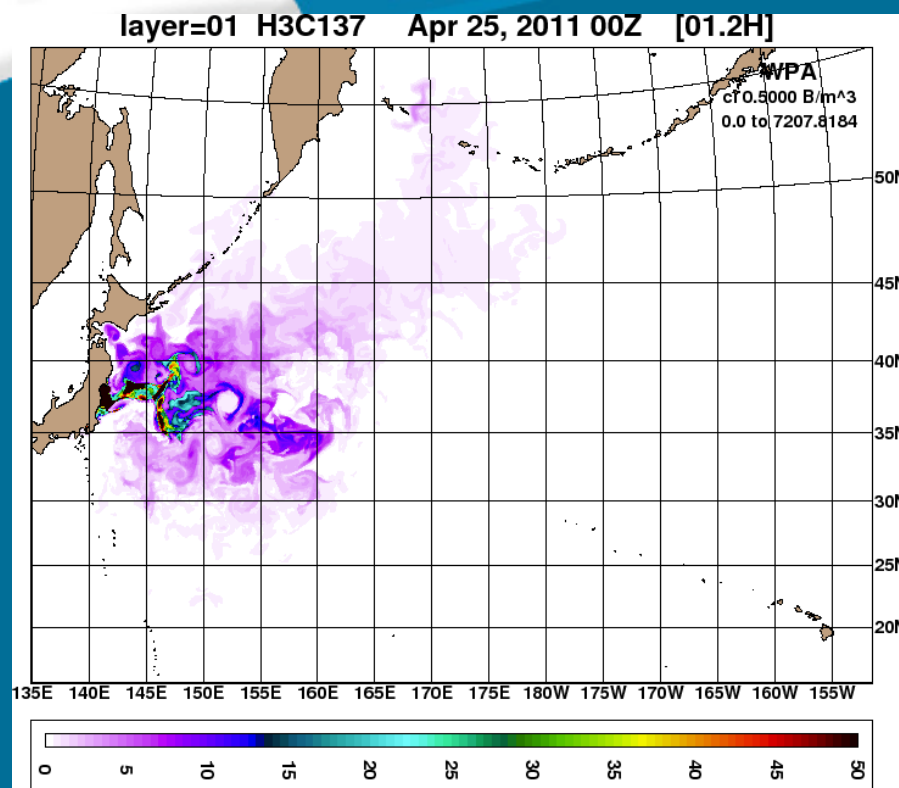 layer=01 H3C137 Apr 25, 2011 00Z [01.2H]
WPA
ci 0.5000 B/m^3
0.0 to 7207.8184
50N
45N
40N
35N
30N
25N
20N
135E 140E 145E 150E 155E 160E 165E 170E 175E 180W 175W 170W 165W 160W 155W
0 5 10 15 20 25 30 35 40 45 50